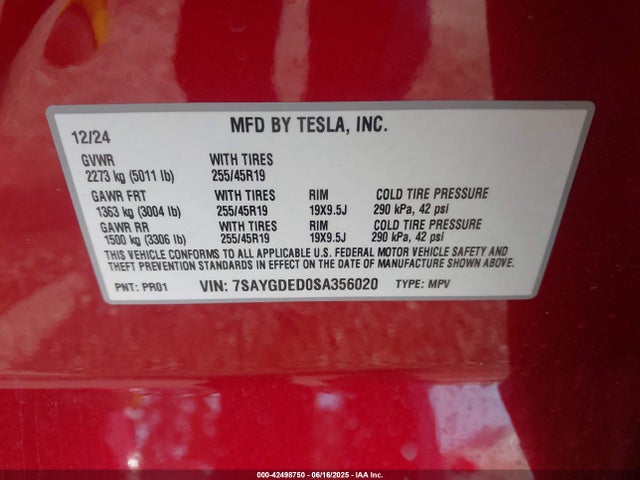 MFD BY TESLA, INC.
12/24
GVWR WITH TIRES
2273 kg (5011 lb) 255/45R19
GAWR FRT WITH TIRES RIM COLD TIRE PRESSURE
1363 kg (3004 lb) 255/45R19 19X9.5J 290 kPa, 42 psi
GAWR RR WITH TIRES RIM COLD TIRE PRESSURE
1500 kg (3306 lb) 255/45R19 19X9.5J 290 kPa, 42 psi
THIS VEHICLE CONFORMS TO ALL APPLICABLE U.S. FEDERAL MOTOR VEHICLE SAFETY AND
THEFT PREVENTION STANDARDS IN EFFECT ON THE DATE OF MANUFACTURE SHOWN ABOVE.
PNT: PR01 VIN: 7SAYGDED0SA356020 TYPE: MPV
000-42498750 - 06/16/2025 - IAA Inc.